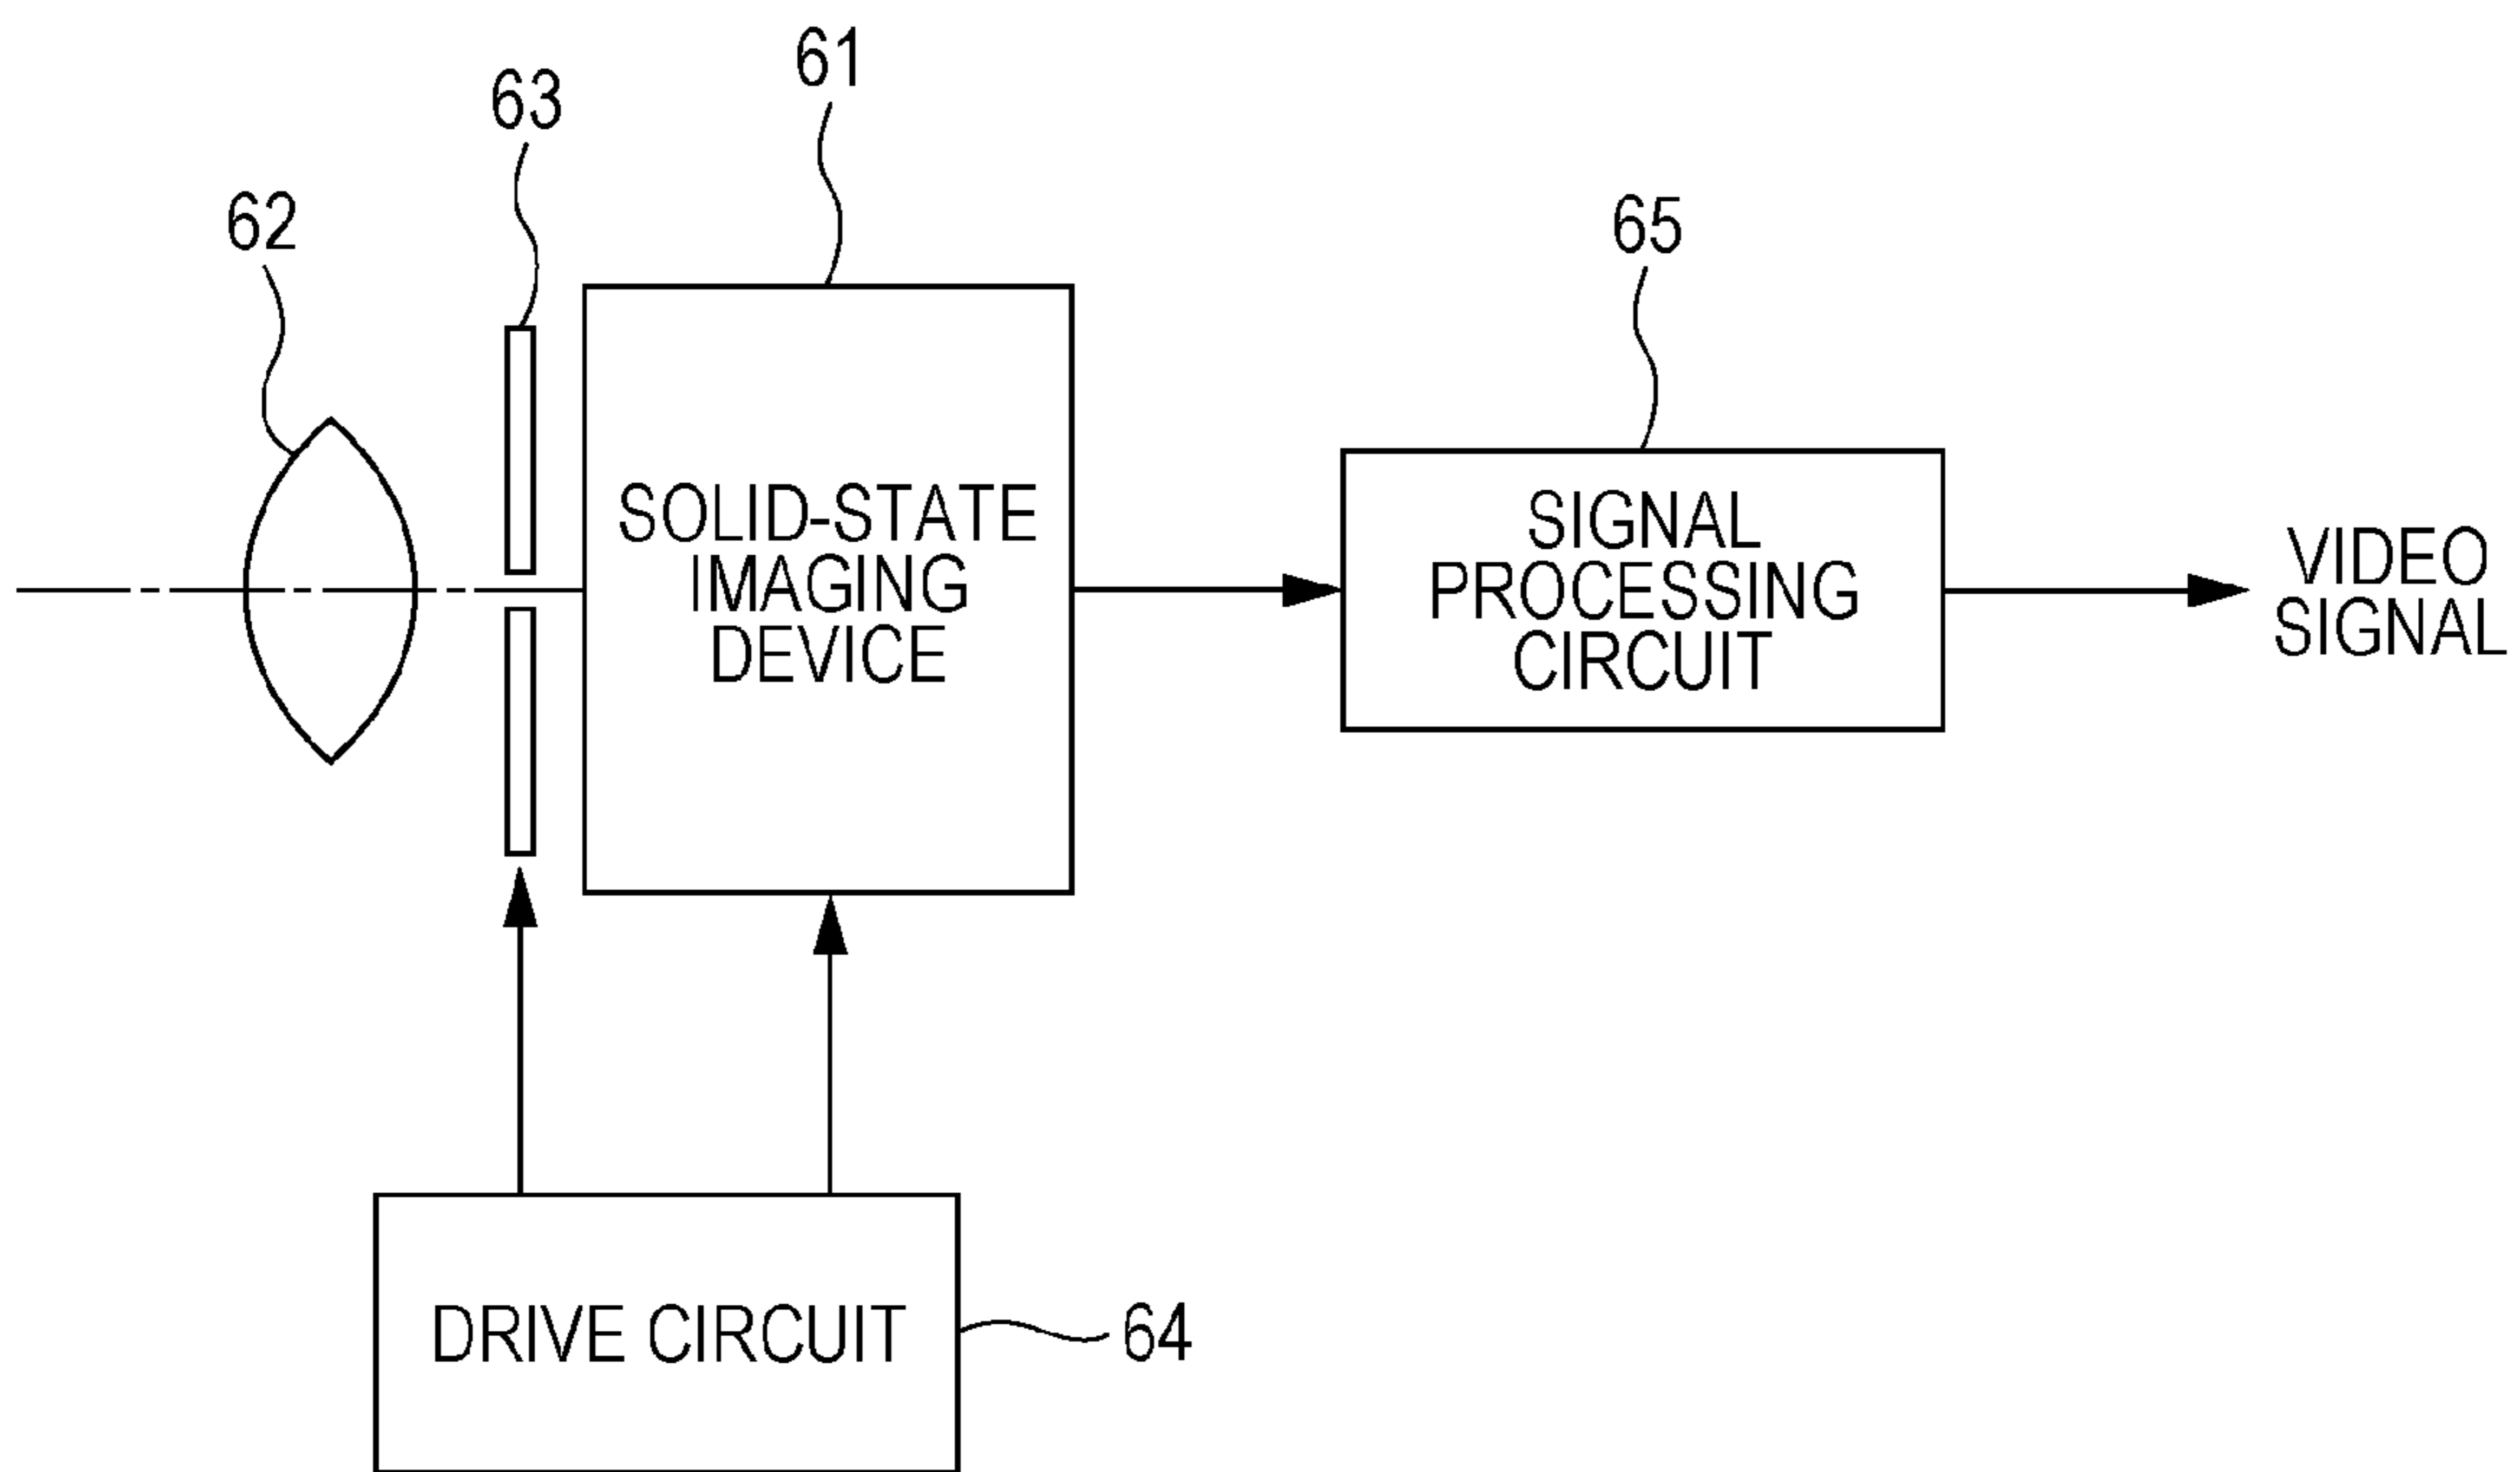 61
63
62
65
SOLID-STATE
IMAGING
DEVICE
SIGNAL
PROCESSING
CIRCUIT
VIDEO
SIGNAL
DRIVE CIRCUIT
64